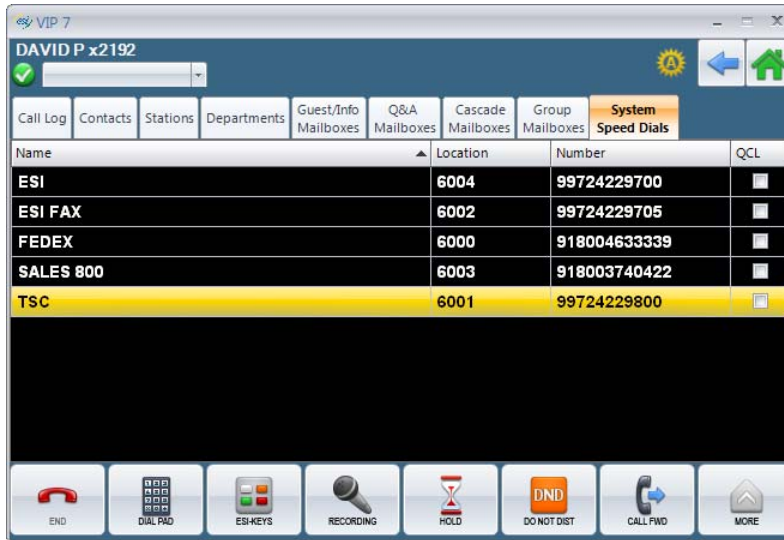 esi VIP 7
DAVID P x2192
A
Call Log Contacts Stations Departments Guest/Info Mailboxes Q&A Mailboxes Cascade Mailboxes Group Mailboxes System Speed Dials
Name Location Number QCL
ESI 6004 99724229700
ESI FAX 6002 99724229705
FEDEX 6000 918004633339
SALES 800 6003 918003740422
TSC 6001 99724229800
DND
END DIAL PAD ESI-KEYS RECORDING HOLD DO NOT DIST CALL FWD MORE